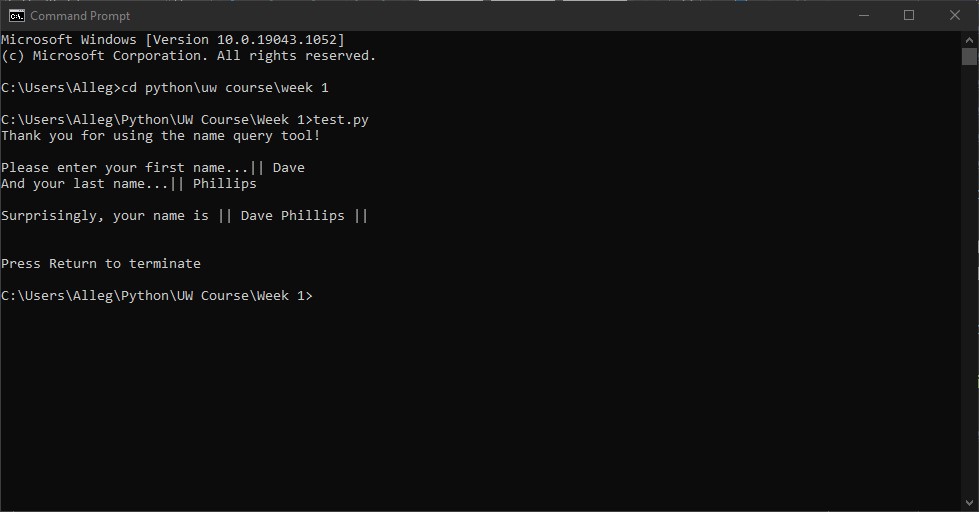 Command Prompt
Microsoft Windows [Version 10.0.19043.1052]
(c) Microsoft Corporation. All rights reserved.
C:\Users\Alleg>cd python\uw course\week 1
C:\Users\Alleg\Python\UW Course\Week 1>test.py
Thank you for using the name query tool!
Please enter your first name...|| Dave
And your last name...|| Phillips
Surprisingly, your name is || Dave Phillips ||
Press Return to terminate
C:\Users\Alleg\Python\UW Course\Week 1>